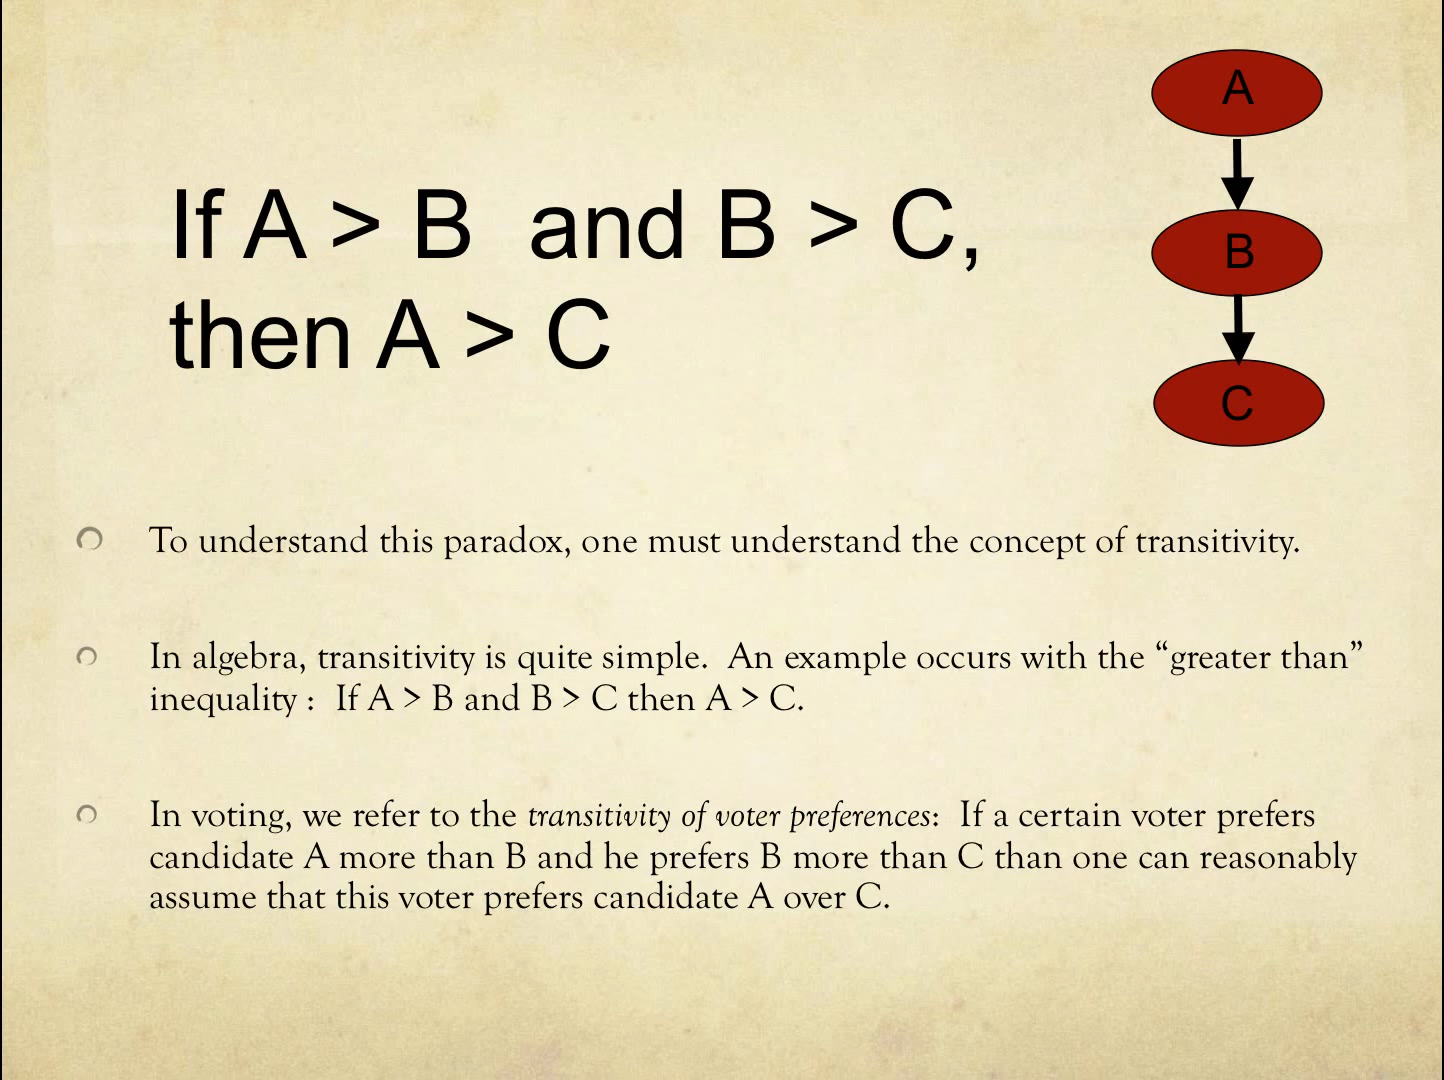 If A > B  and B > C,
then A > C
A
B
C
To understand this paradox, one must understand the concept of transitivity.
In algebra, transitivity is quite simple.  An example occurs with the “greater than”
inequality :  If A > B and B > C then A > C.
In voting, we refer to the transitivity of voter preferences:  If a certain voter prefers
candidate A more than B and he prefers B more than C than one can reasonably
assume that this voter prefers candidate A over C.